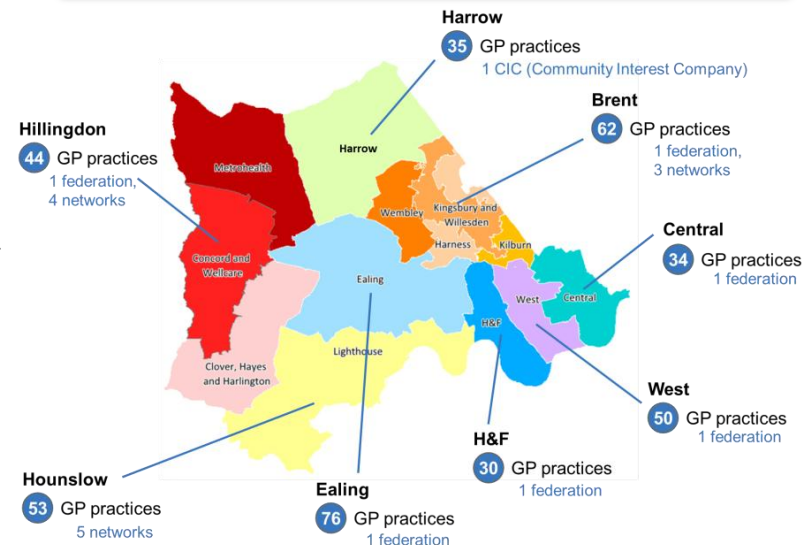 Harrow
35 GP practices
1 CIC (Community Interest Company)
Brent
62 GP practices
1 federation,
3 networks
Hillingdon
44 GP practices
1 federation,
4 networks
Central
34 GP practices
1 federation
West
50 GP practices
1 federation
H&F
30 GP practices
1 federation
Ealing
76 GP practices
1 federation
Hounslow
53 GP practices
5 networks
Metrohealth
Harrow
Wembley
Kingsbury and
Willesden
Harness
Kilburn
Concord and
Wellcare
Ealing
West
Central
H&F
Lighthouse
Clover, Hayes
and Harlington